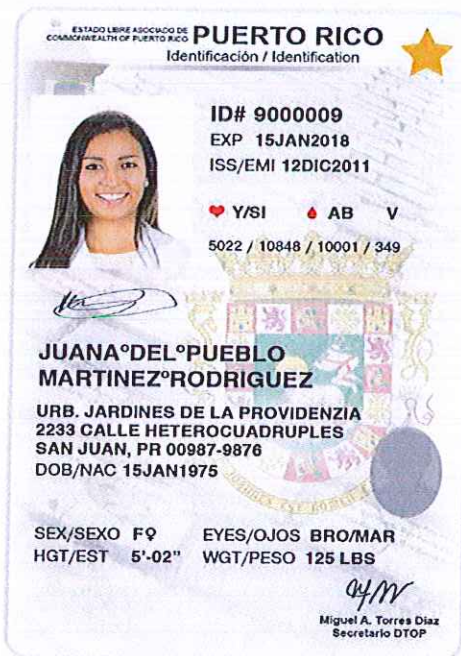 ESTADO LIBRE ASOCIADO DE
COMMONWEALTH OF PUERTO RICO
PUERTO RICO
Identificación / Identification
ID# 9000009
EXP 15JAN2018
ISS/EMI 12DIC2011
Y/SI AB V
5022 / 10848 / 10001 / 349
JUANA°DEL°PUEBLO
MARTINEZ°RODRIGUEZ
URB. JARDINES DE LA PROVIDENZIA
2233 CALLE HETEROCUADRUPLES
SAN JUAN, PR 00987-9876
DOB/NAC 15JAN1975
SEX/SEXO F♀ EYES/OJOS BRO/MAR
HGT/EST 5'-02" WGT/PESO 125 LBS
Miguel A. Torres Díaz
Secretario DTOP